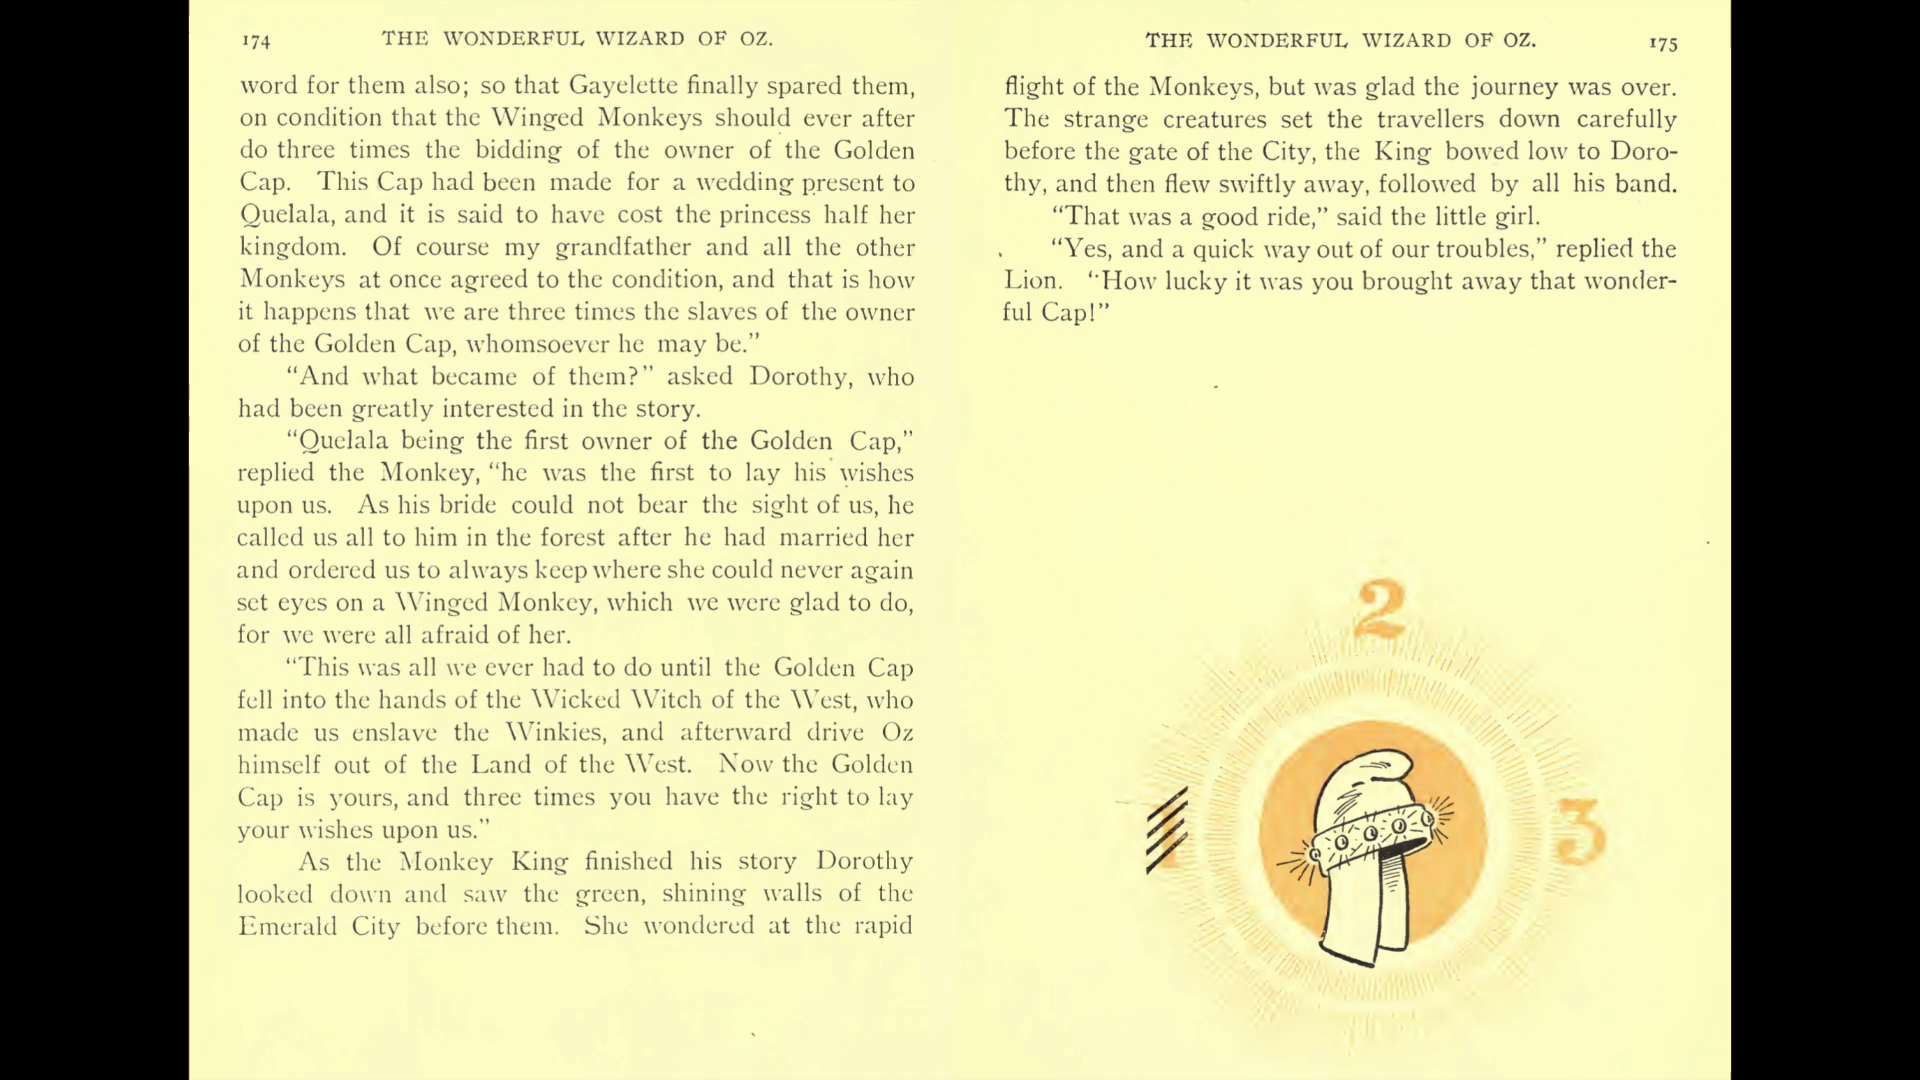 174
THE WONDERFUL WIZARD OF OZ.
word for them also; so that Gayelette finally spared them,
on condition that the Winged Monkeys should ever after
do three times the bidding of the owner of the Golden
Cap. This Cap had been made for a wedding present to
Quelala, and it is said to have cost the princess half her
kingdom. Of course my grandfather and all the other
Monkeys at once agreed to the condition, and that is how
it happens that we are three times the slaves of the owner
of the Golden Cap, whomsoever he may be.”
“And what became of them?” asked Dorothy, who
had been greatly interested in the story.
“Quelala being the first owner of the Golden Cap,”
replied the Monkey, “he was the first to lay his wishes
upon us. As his bride could not bear the sight of us, he
called us all to him in the forest after he had married her
and ordered us to always keep where she could never again
set eyes on a Winged Monkey, which we were glad to do,
for we were all afraid of her.
“This was all we ever had to do until the Golden Cap
fell into the hands of the Wicked Witch of the West, who
made us enslave the Winkies, and afterward drive Oz
himself out of the Land of the West. Now the Golden
Cap is yours, and three times you have the right to lay
your wishes upon us.”
As the Monkey King finished his story Dorothy
looked down and saw the green, shining walls of the
Emerald City before them. She wondered at the rapid
THE WONDERFUL WIZARD OF OZ.
175
flight of the Monkeys, but was glad the journey was over.
The strange creatures set the travellers down carefully
before the gate of the City, the King bowed low to Doro-
thy, and then flew swiftly away, followed by all his band.
“That was a good ride,” said the little girl.
“Yes, and a quick way out of our troubles,” replied the
Lion. “How lucky it was you brought away that wonder-
ful Cap!”
2
1
3